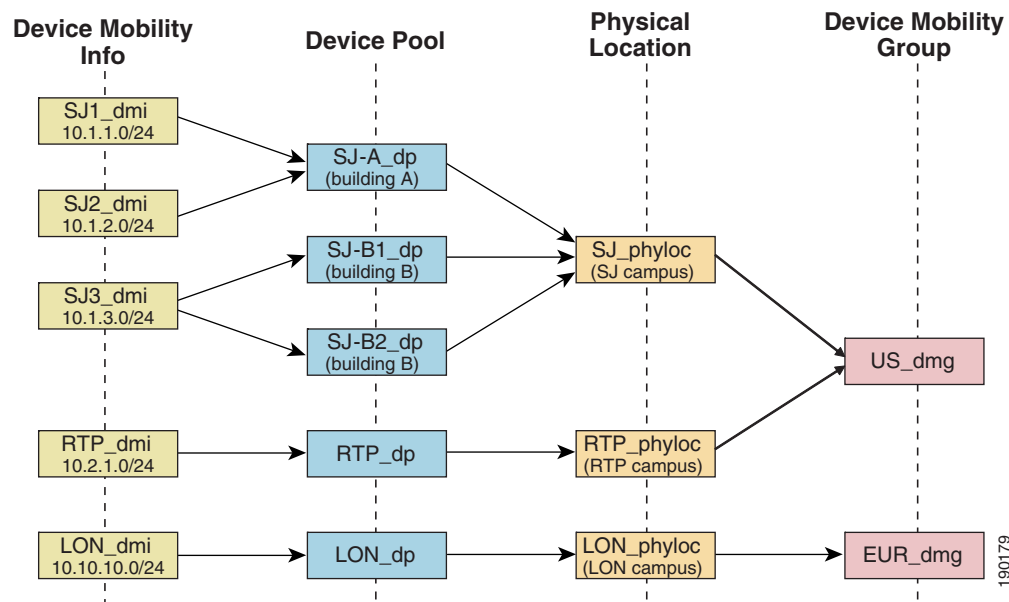 Device Mobility
Info
Device Pool
Physical
Location
Device Mobility
Group
SJ1_dmi
10.1.1.0/24
SJ2_dmi
10.1.2.0/24
SJ3_dmi
10.1.3.0/24
RTP_dmi
10.2.1.0/24
LON_dmi
10.10.10.0/24
SJ-A_dp
(building A)
SJ-B1_dp
(building B)
SJ-B2_dp
(building B)
RTP_dp
LON_dp
SJ_phyloc
(SJ campus)
RTP_phyloc
(RTP campus)
LON_phyloc
(LON campus)
US_dmg
EUR_dmg
190179